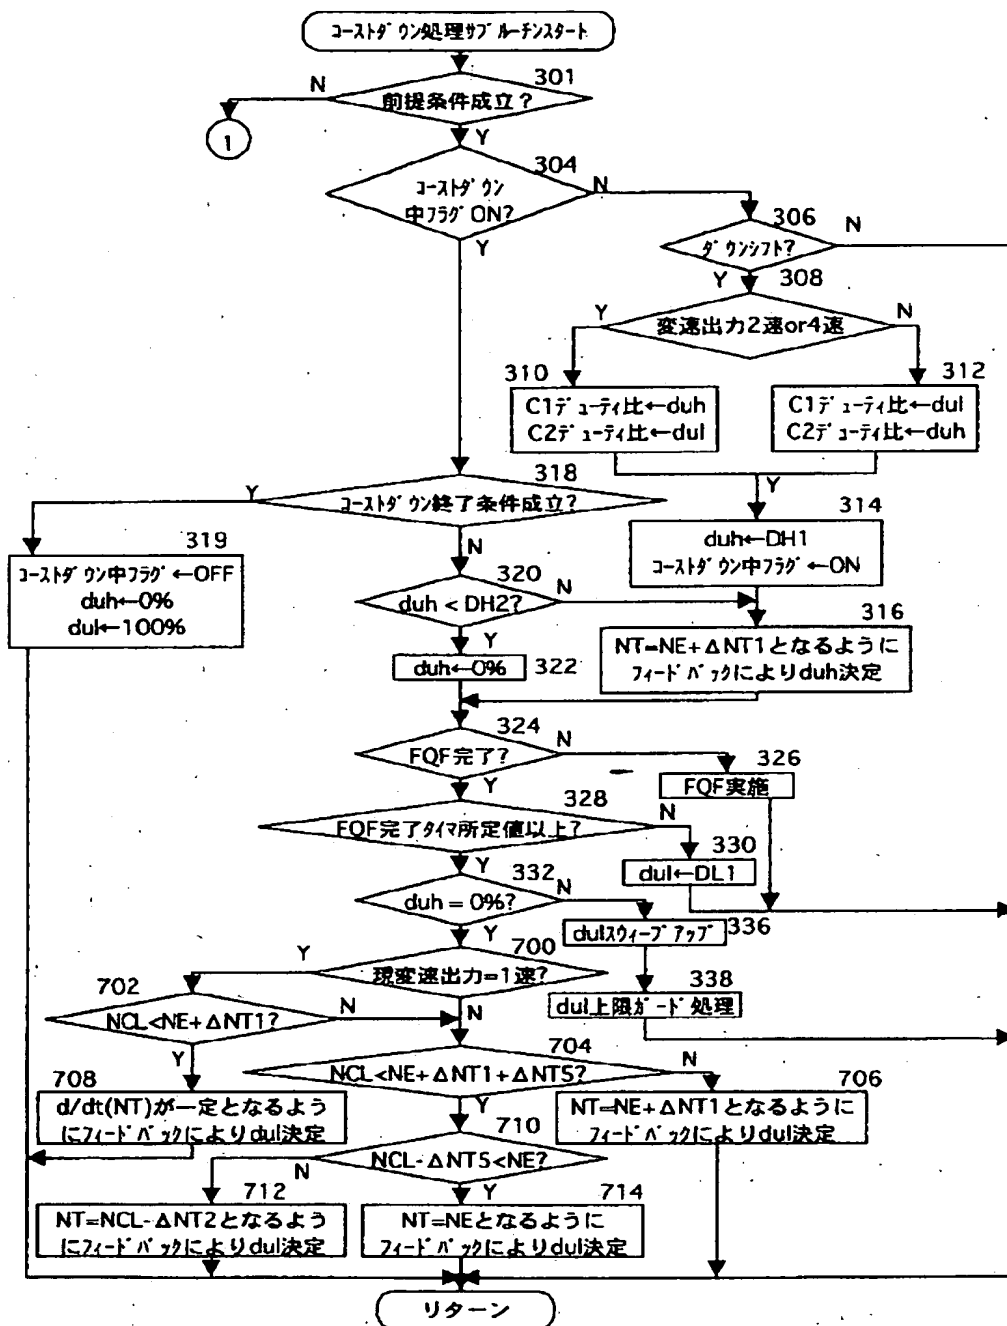 コーストダウン処理サブルーチンスタート
301
N
前提条件成立?
1
Y
304
コーストダウン
中フラグON?
N
Y
306
ダウンシフト?
N
Y
308
変速出力2速or4速
Y
N
310
C1デューティ比←duh
C2デューティ比←dul
312
C1デューティ比←dul
C2デューティ比←duh
Y
318
コーストダウン終了条件成立?
Y
N
314
duh←DH1
コーストダウン中フラグ←ON
319
コーストダウン中フラグ←OFF
duh←0%
dul←100%
320
duh < DH2?
N
Y
316
NT=NE+ΔNT1となるように
フィードバックによりduh決定
duh←0%
322
324
FQF完了?
N
Y
326
FQF実施
328
FQF完了タイマ所定値以上?
N
Y
330
dul←DL1
332
duh = 0%?
N
Y
dulスウィープアップ
336
700
現変速出力=1速?
Y
N
338
dul上限ガード処理
702
NCL<NE+ΔNT1?
N
Y
704
NCL<NE+ΔNT1+ΔNT5?
N
Y
708
d/dt(NT)が一定となるよう
にフィードバックによりdul決定
706
NT=NE+ΔNT1となるように
フィードバックによりdul決定
710
NCL-ΔNT5<NE?
N
Y
712
NT=NCL-ΔNT2となるよう
にフィードバックによりdul決定
714
NT=NEとなるように
フィードバックによりdul決定
リターン